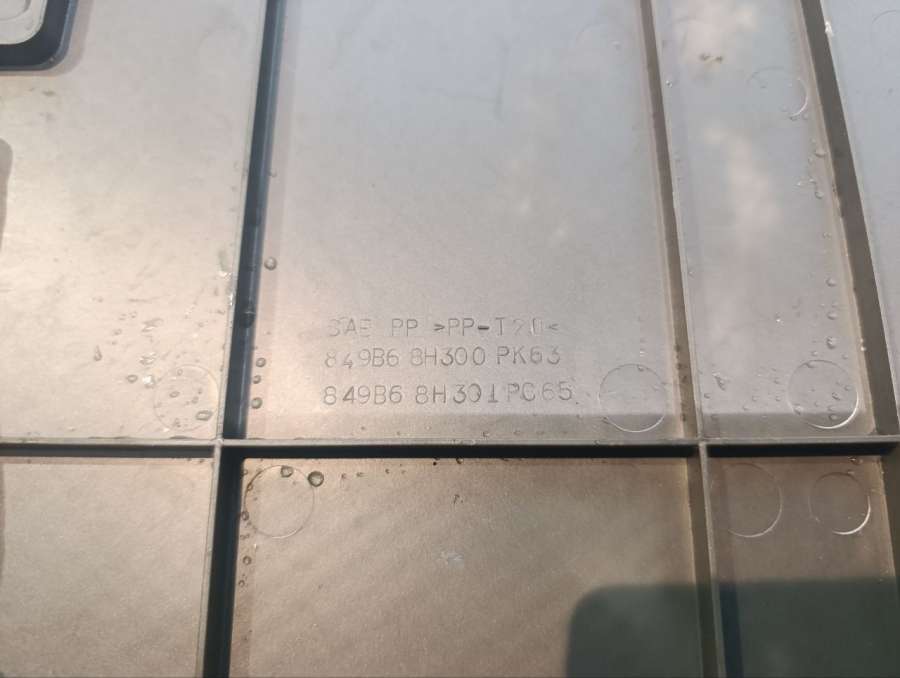 SAE PP >PP-T20<
849B6 8H300 PK63
849B6 8H301 PC65